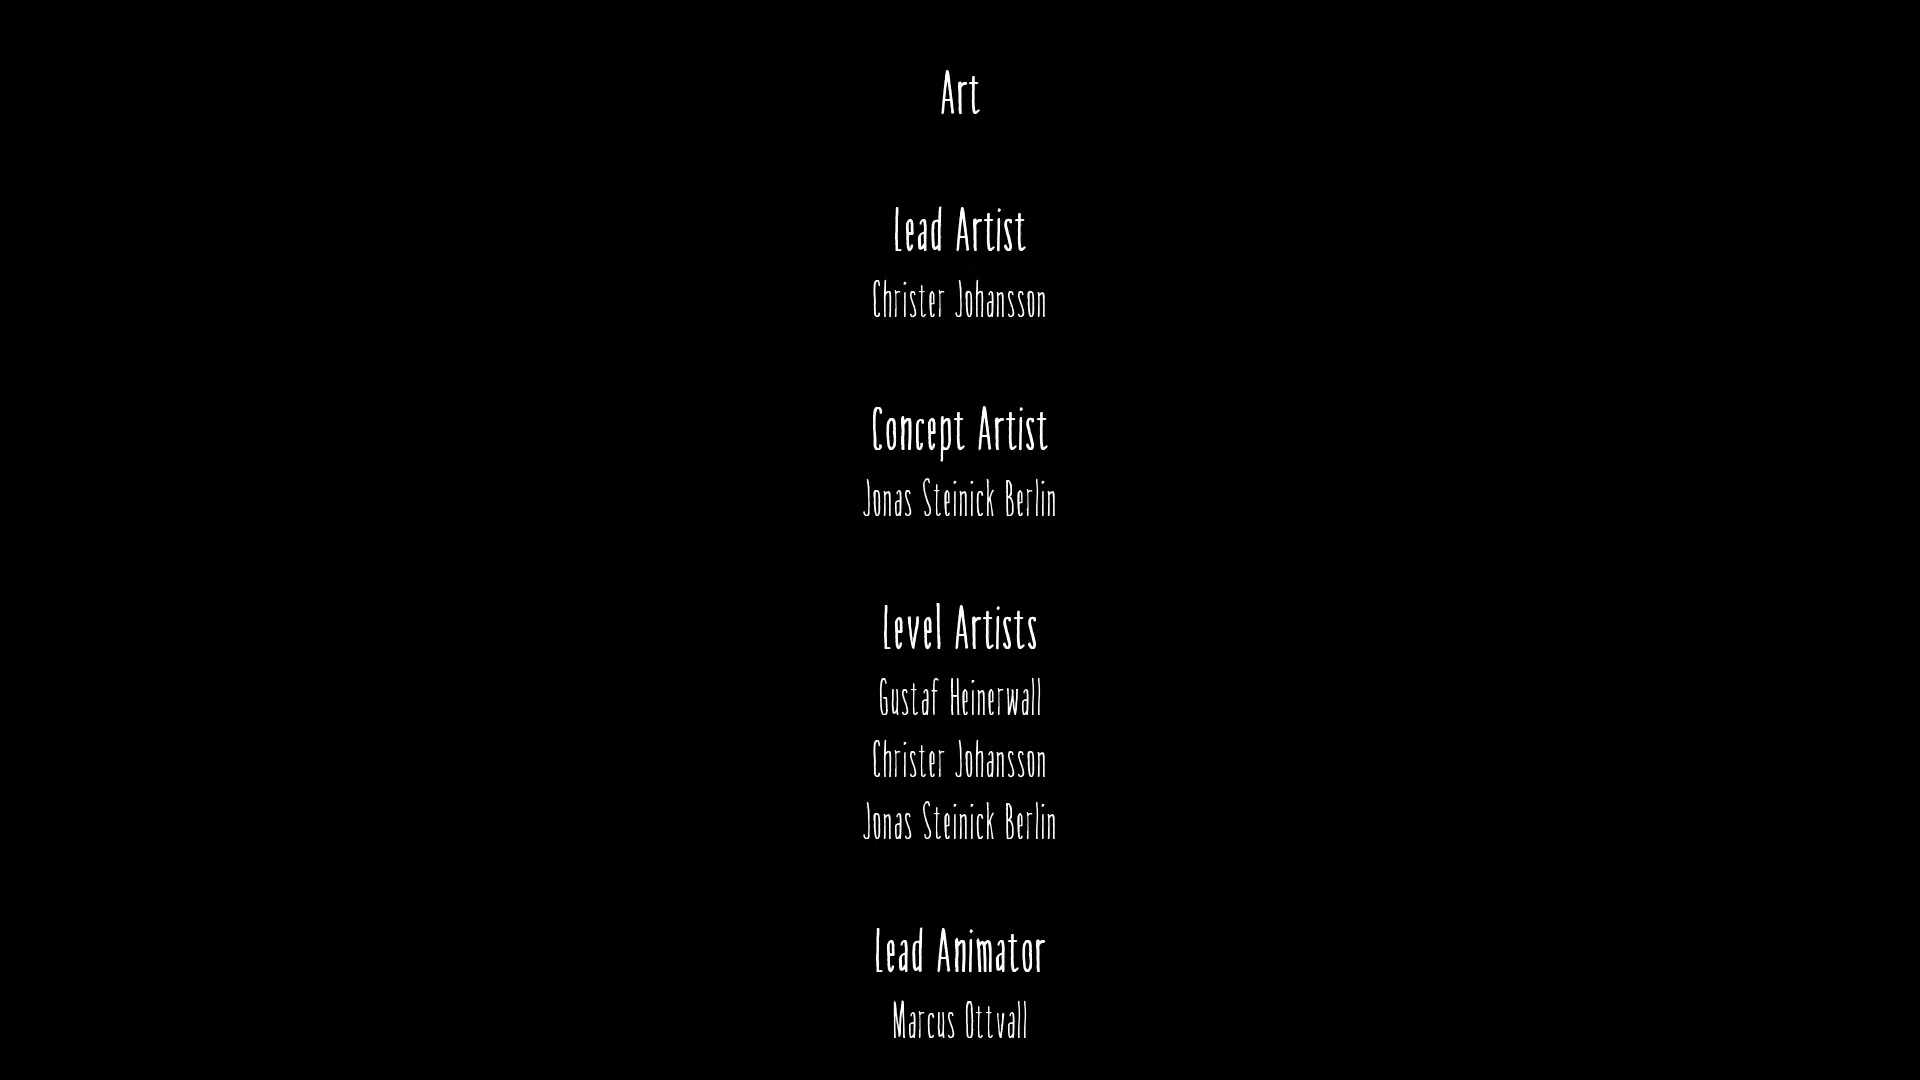 Art
Lead Artist
Christer Johansson
Concept Artist
Jonas Steinick Berlin
Level Artists
Gustaf Heinerwall
Christer Johansson
Jonas Steinick Berlin
Lead Animator
Marcus Ottvall